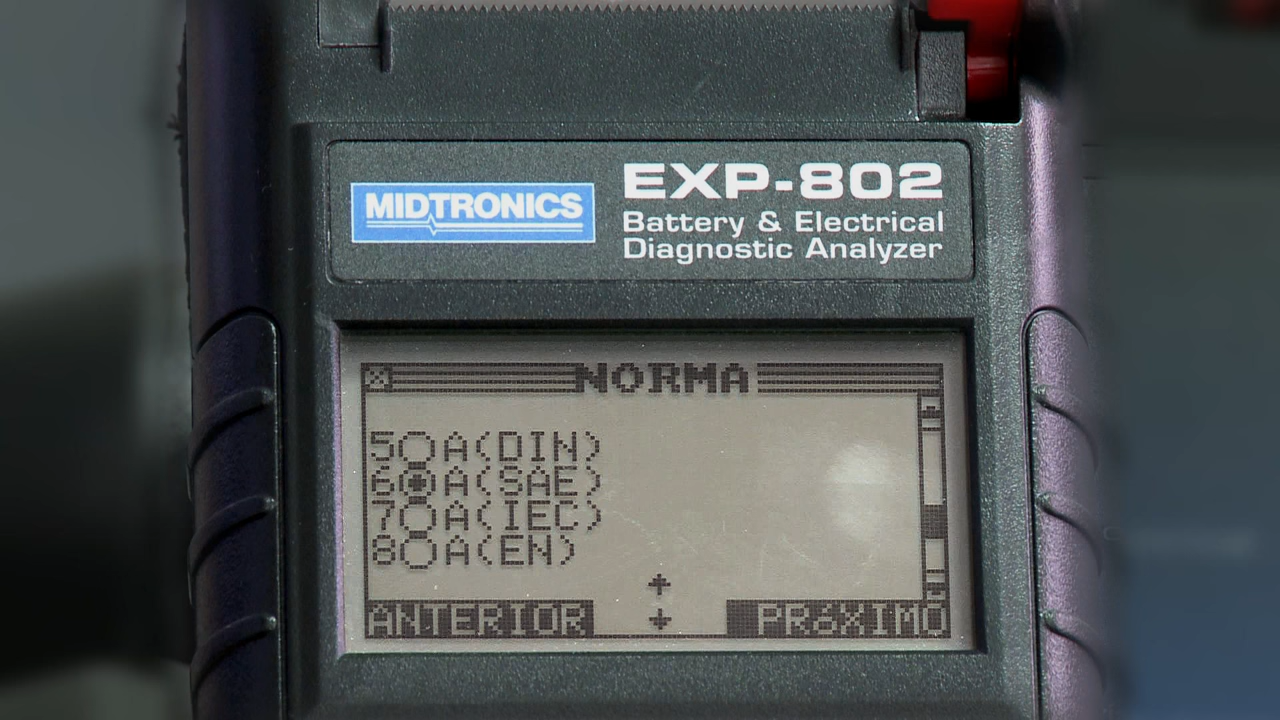 MIDTRONICS
EXP-802
Battery & Electrical
Diagnostic Analyzer
NORMA
5○A(DIN)
6◉A(SAE)
7○A(IEC)
8○A(EN)
ANTERIOR
PRóXIMO